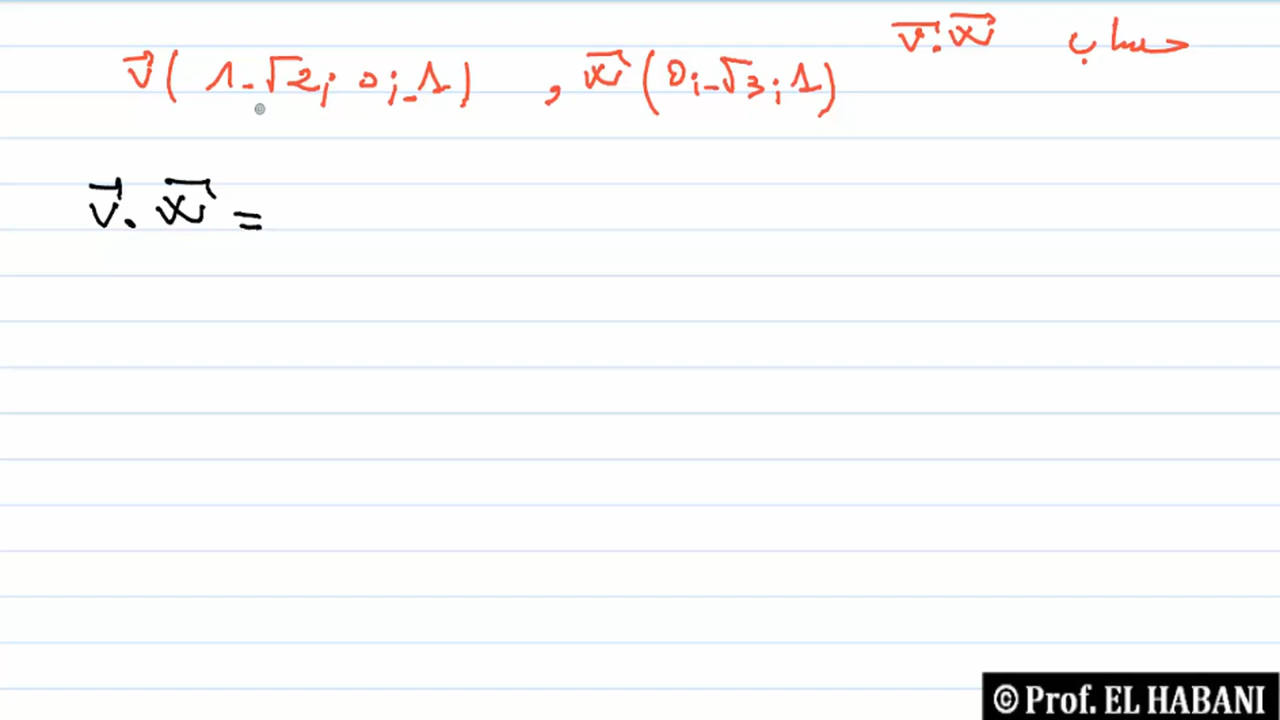 حساب v⃗.w⃗
v⃗(1-√2; 0; -1) , w⃗(0; -√3; 1)
v⃗. w⃗ =
© Prof. EL HABANI